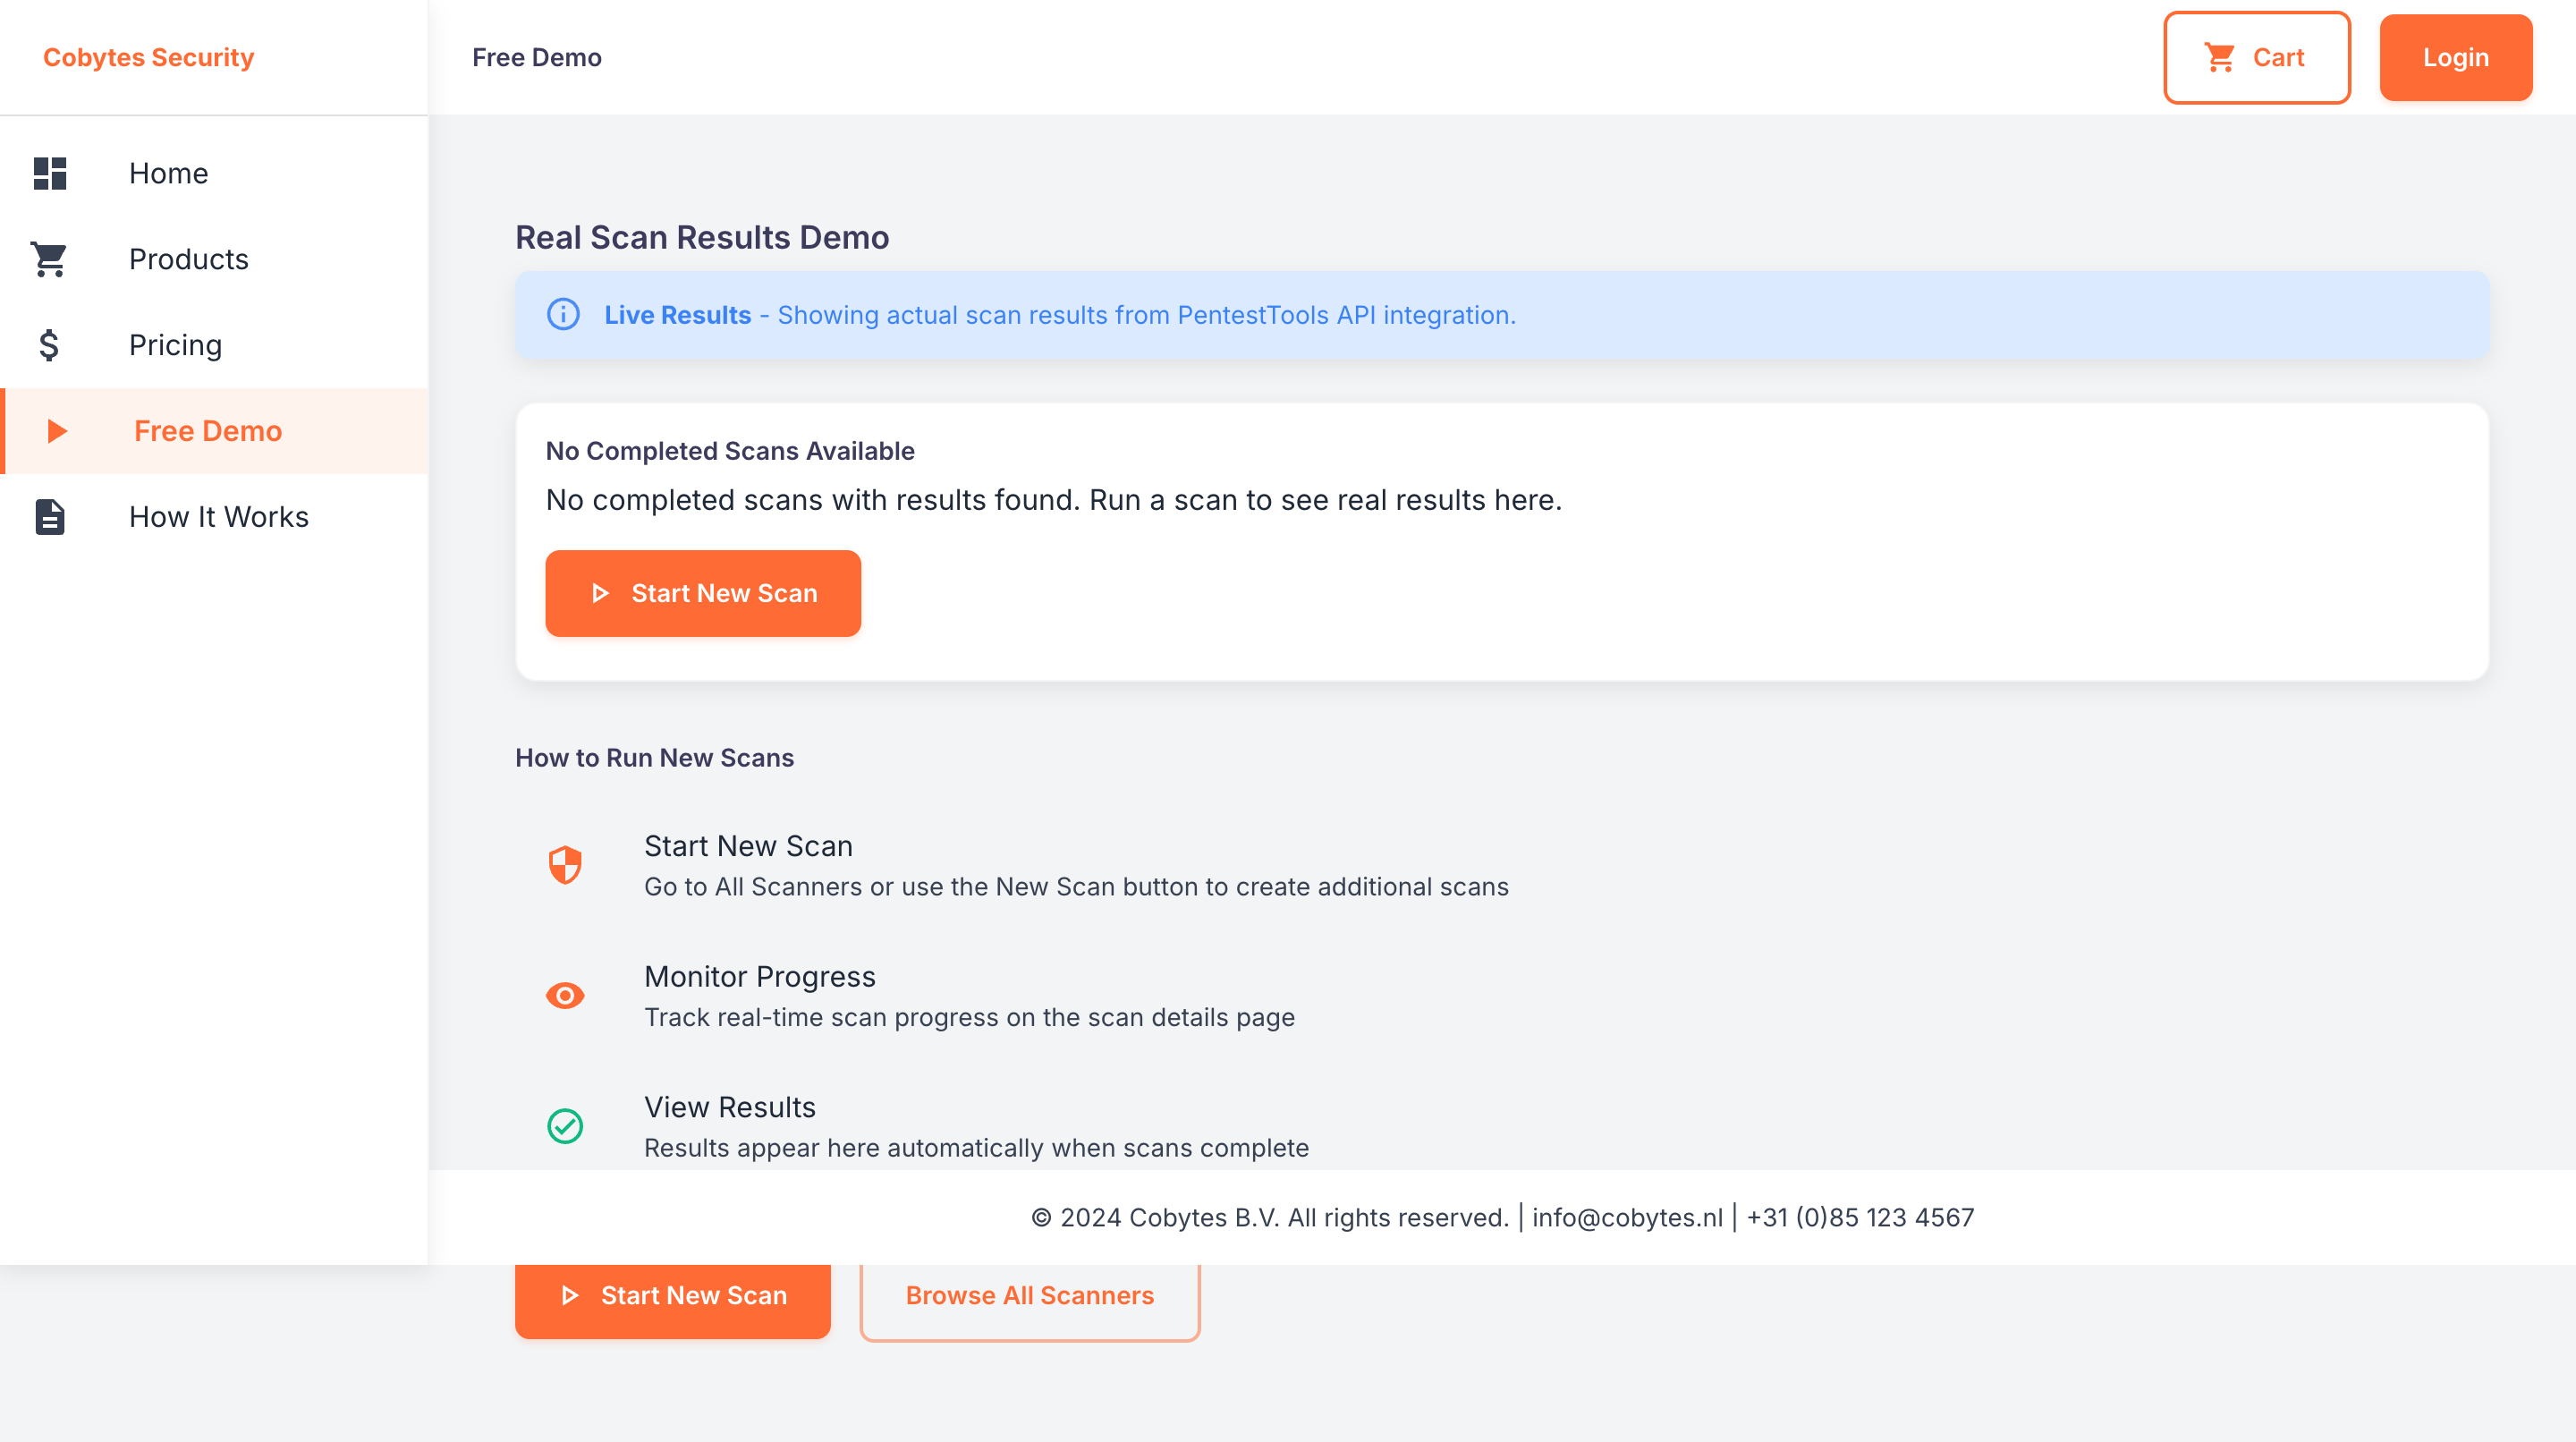 Cobytes Security
Free Demo
Cart
Login
Home
Products
Pricing
Free Demo
How It Works
Real Scan Results Demo
Live Results - Showing actual scan results from PentestTools API integration.
No Completed Scans Available
No completed scans with results found. Run a scan to see real results here.
Start New Scan
How to Run New Scans
Start New Scan
Go to All Scanners or use the New Scan button to create additional scans
Monitor Progress
Track real-time scan progress on the scan details page
View Results
Results appear here automatically when scans complete
© 2024 Cobytes B.V. All rights reserved. | info@cobytes.nl | +31 (0)85 123 4567
Start New Scan
Browse All Scanners